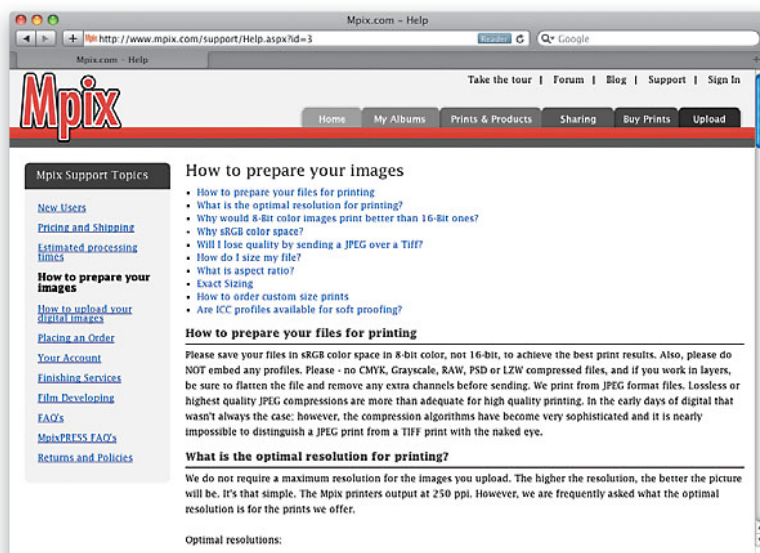 Mpix.com – Help
http://www.mpix.com/support/Help.aspx?id=3
Reader
Google
Mpix.com – Help
Take the tour | Forum | Blog | Support | Sign In
Mpix
Home My Albums Prints & Products Sharing Buy Prints Upload
Mpix Support Topics
New Users
Pricing and Shipping
Estimated processing
times
How to prepare your
images
How to upload your
digital images
Placing an Order
Your Account
Finishing Services
Film Developing
FAQ's
MpixPRESS FAQ's
Returns and Policies
How to prepare your images
• How to prepare your files for printing
• What is the optimal resolution for printing?
• Why would 8-Bit color images print better than 16-Bit ones?
• Why sRGB color space?
• Will I lose quality by sending a JPEG over a Tiff?
• How do I size my file?
• What is aspect ratio?
• Exact Sizing
• How to order custom size prints
• Are ICC profiles available for soft proofing?
How to prepare your files for printing
Please save your files in sRGB color space in 8-bit color, not 16-bit, to achieve the best print results. Also, please do
NOT embed any profiles. Please - no CMYK, Grayscale, RAW, PSD or LZW compressed files, and if you work in layers,
be sure to flatten the file and remove any extra channels before sending. We print from JPEG format files. Lossless or
highest quality JPEG compressions are more than adequate for high quality printing. In the early days of digital that
wasn't always the case; however, the compression algorithms have become very sophisticated and it is nearly
impossible to distinguish a JPEG print from a TIFF print with the naked eye.
What is the optimal resolution for printing?
We do not require a maximum resolution for the images you upload. The higher the resolution, the better the picture
will be. It's that simple. The Mpix printers output at 250 ppi. However, we are frequently asked what the optimal
resolution is for the prints we offer.
Optimal resolutions: